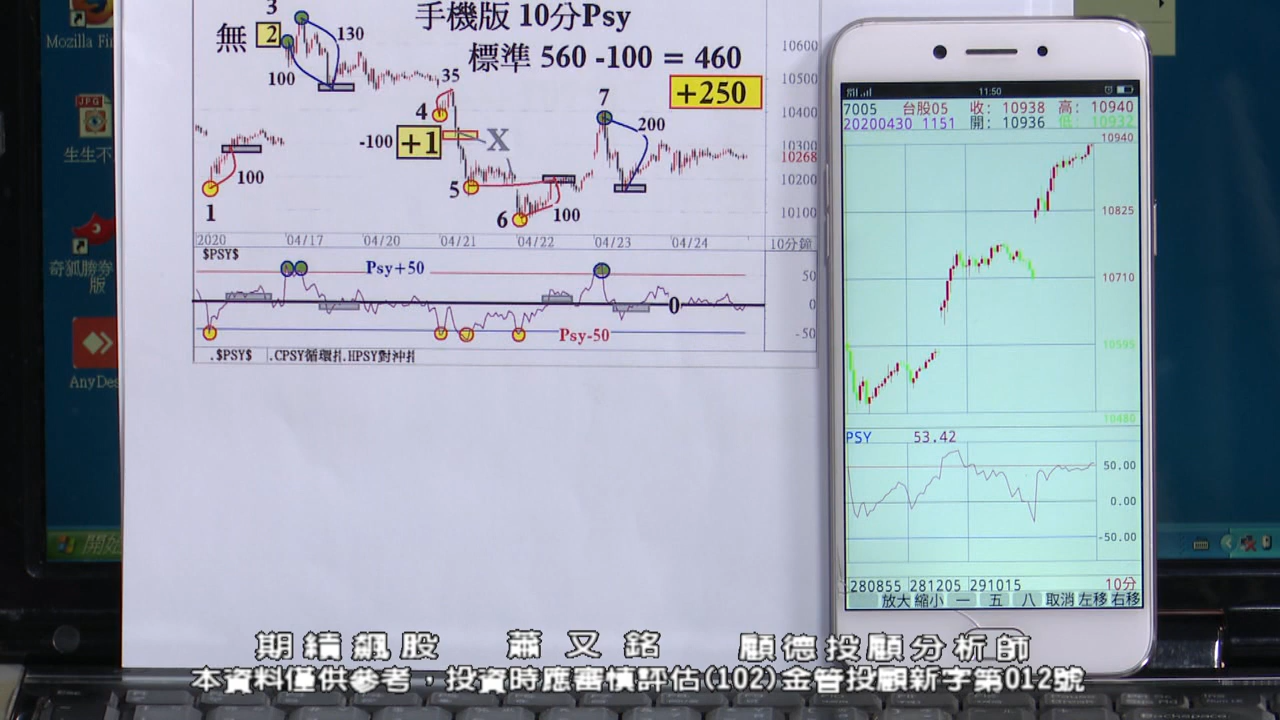 Mozilla Fi
生生不
奇狐勝券
版
AnyDes
開始
手機版 10分Psy
標準 560 -100 = 460
+250
3
無
2
130
100
35
4
-100
+1
X
7
200
5
6
100
100
1
10600
10500
10400
10300
10268
10200
10100
2020 04/17 04/20 04/21 04/22 04/23 04/24 10分鐘
$PSY$
Psy+50
50
0
0
-50
Psy-50
.$PSY$ .CPSY循環指.HPSY對沖指
11:50
7005 台股05 收: 10938 高: 10940
20200430 1151 開: 10936 低: 10932
10940
10825
10710
10595
10480
PSY 53.42
50.00
0.00
-50.00
280855 281205 291015 10分
放大 縮小 一 五 八 取消 左移 右移
期績飆股 蕭又銘 顧德投顧分析師
本資料僅供參考，投資時應審慎評估(102)金管投顧新字第012號